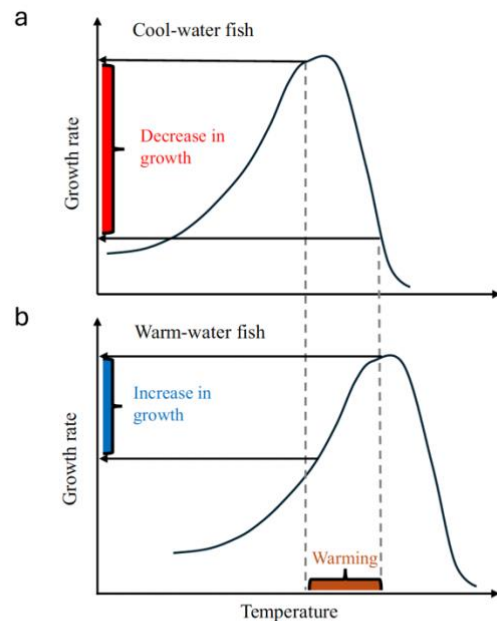 a
Cool-water fish
Decrease in
growth
Growth rate
b
Warm-water fish
Increase in
growth
Growth rate
Warming
Temperature